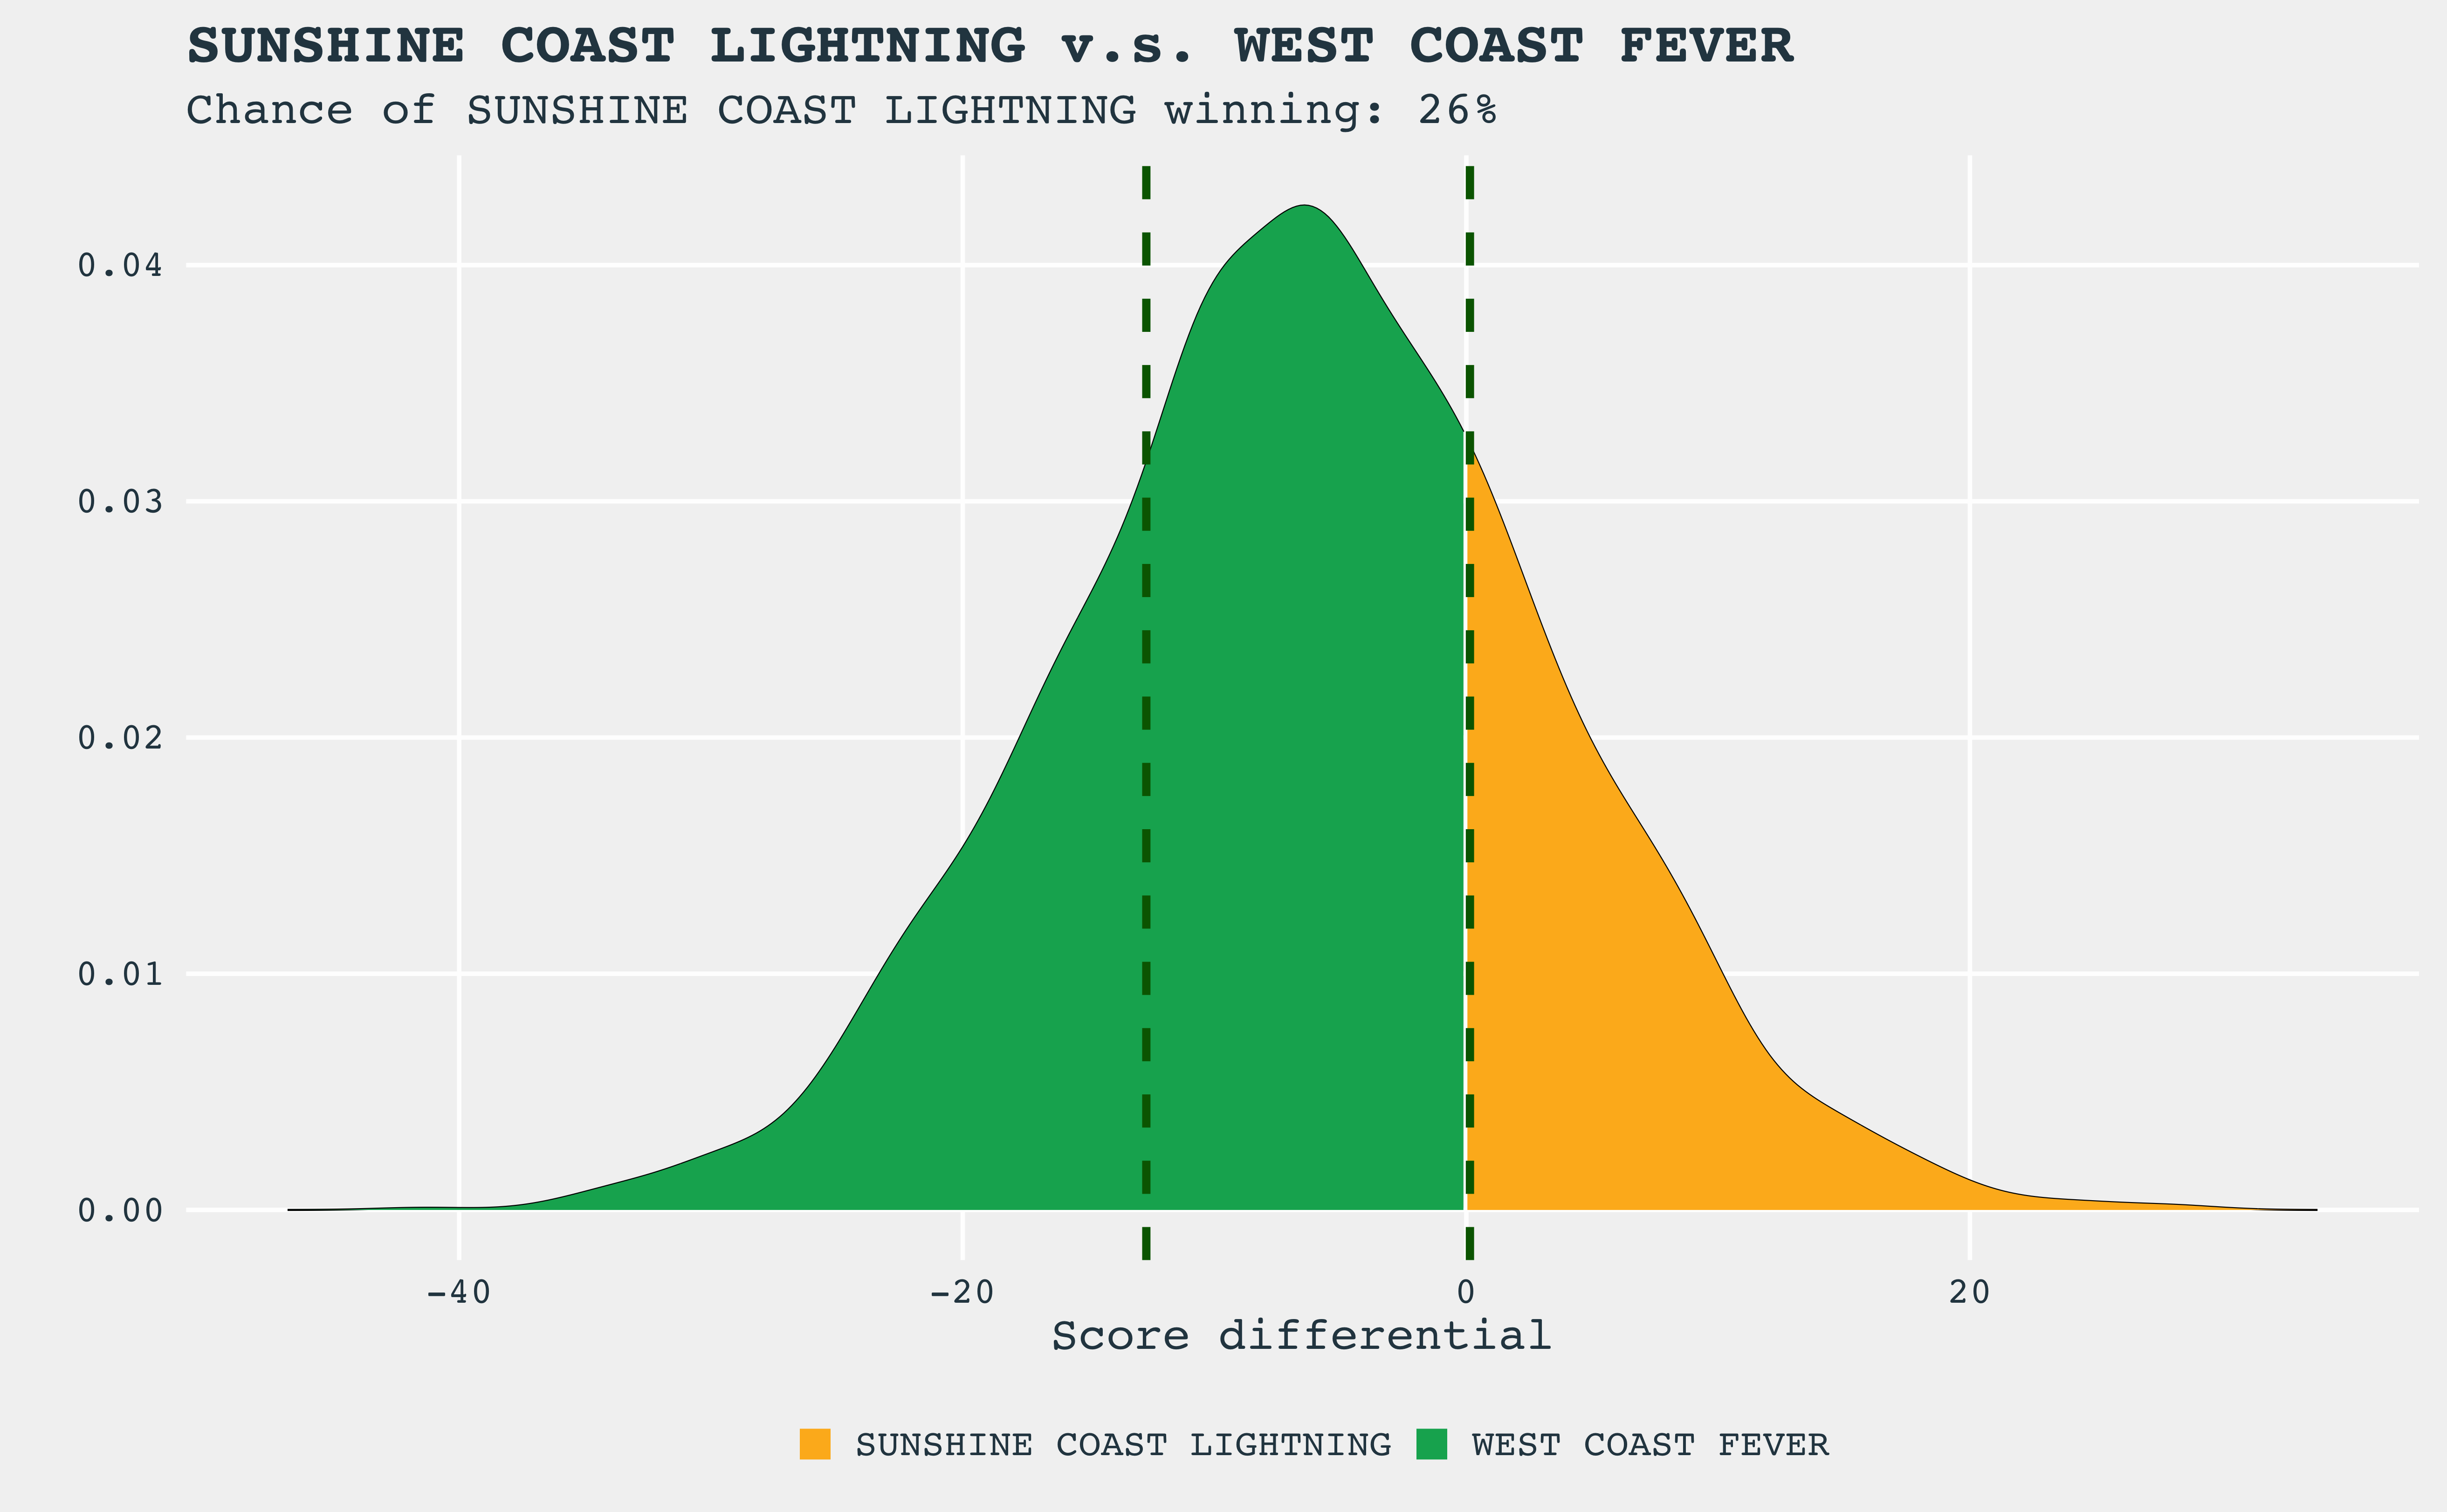 SUNSHINE COAST LIGHTNING v.s. WEST COAST FEVER
Chance of SUNSHINE COAST LIGHTNING winning: 26%
0.04
0.03
0.02
0.01
0.00
-40 -20 0 20
Score differential
SUNSHINE COAST LIGHTNING WEST COAST FEVER